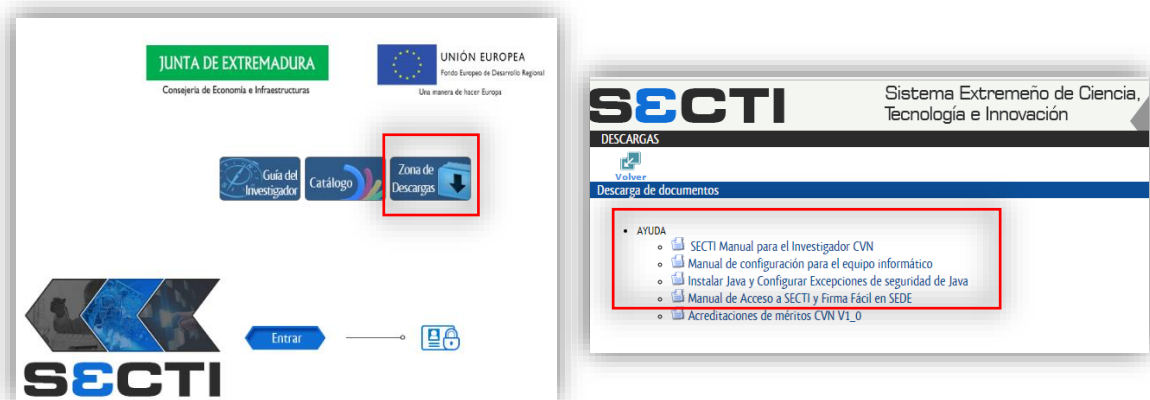 JUNTA DE EXTREMADURA
Consejería de Economía e Infraestructuras
UNIÓN EUROPEA
Fondo Europeo de Desarrollo Regional
Una manera de hacer Europa
Guía del
Investigador
Catálogo
Zona de
Descargas
Entrar
SECTI
SECTI
Sistema Extremeño de Ciencia,
Tecnología e Innovación
DESCARGAS
Volver
Descarga de documentos
AYUDA
SECTI Manual para el Investigador CVN
Manual de configuración para el equipo informático
Instalar Java y Configurar Excepciones de seguridad de Java
Manual de Acceso a SECTI y Firma Fácil en SEDE
Acreditaciones de méritos CVN V1_0